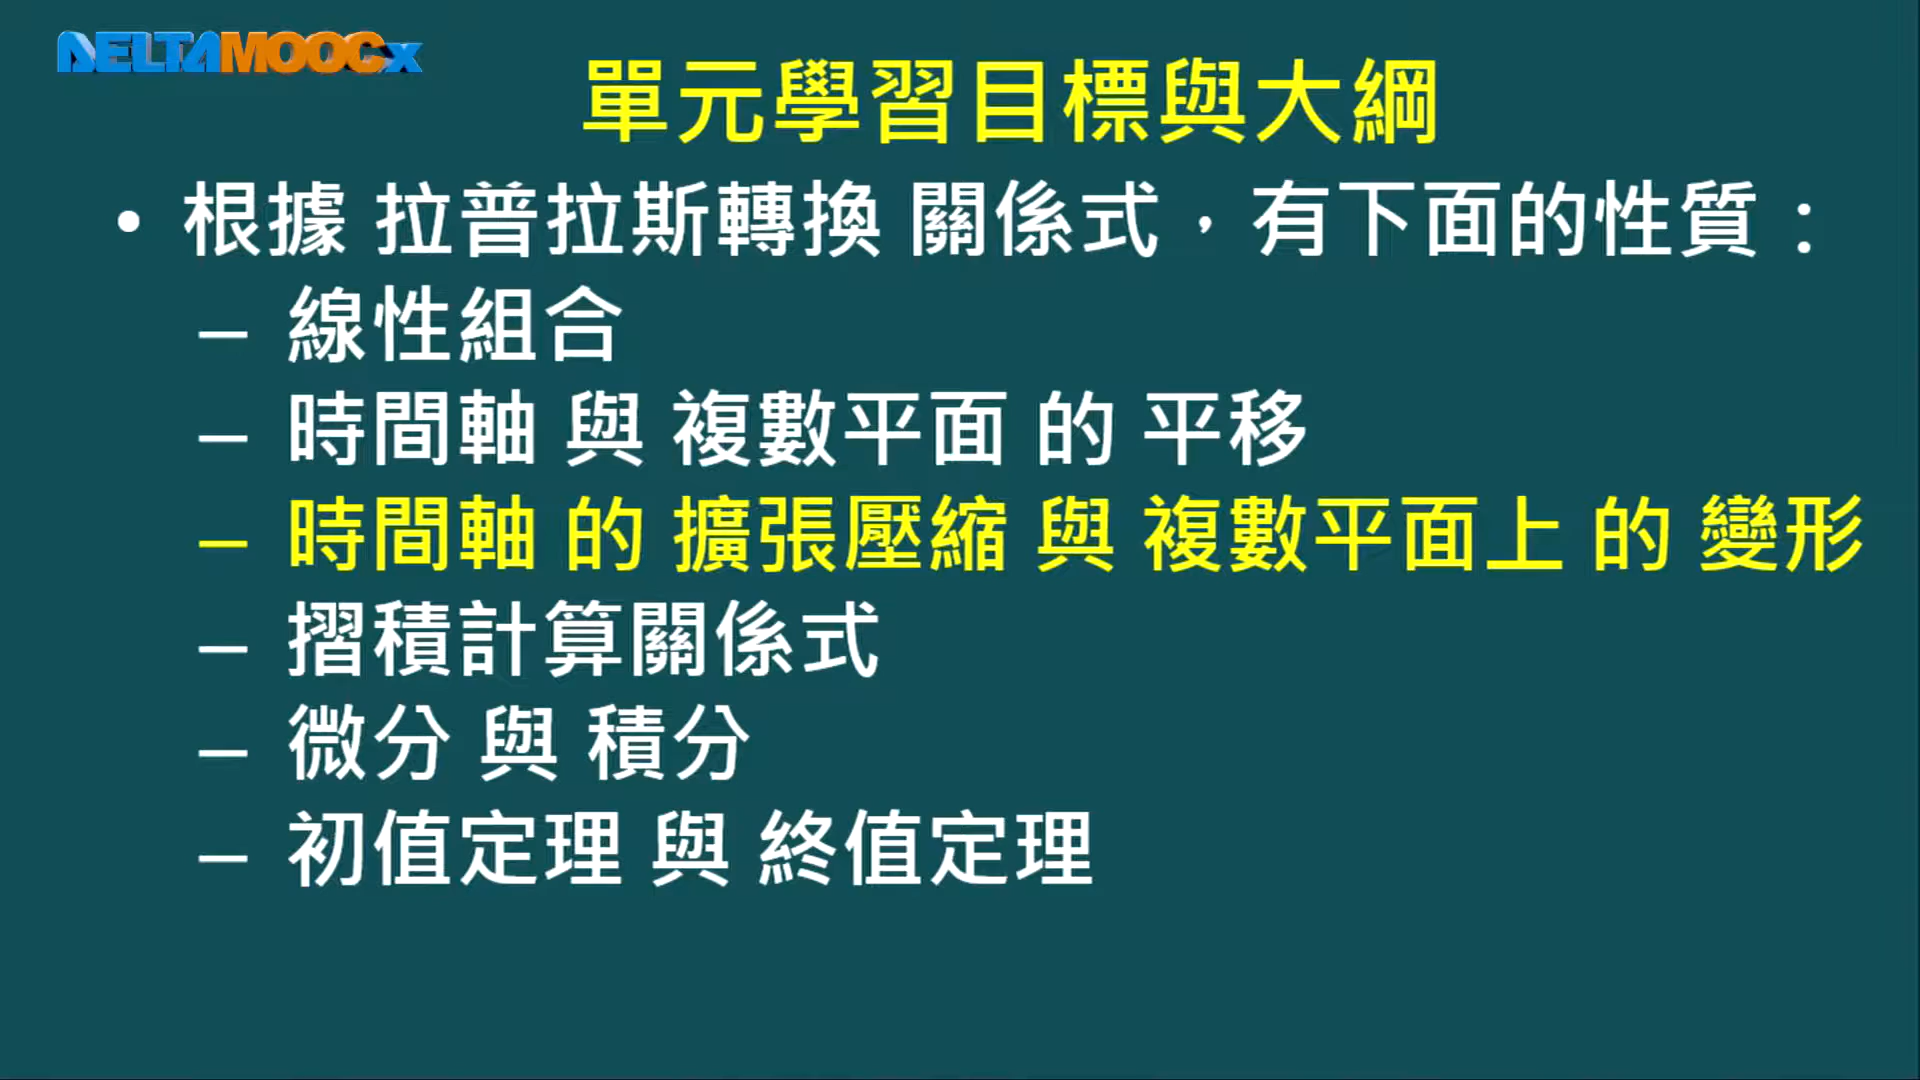 DELTAMOOCx
單元學習目標與大綱
• 根據 拉普拉斯轉換 關係式，有下面的性質：
– 線性組合
– 時間軸 與 複數平面 的 平移
– 時間軸 的 擴張壓縮 與 複數平面上 的 變形
– 摺積計算關係式
– 微分 與 積分
– 初值定理 與 終值定理